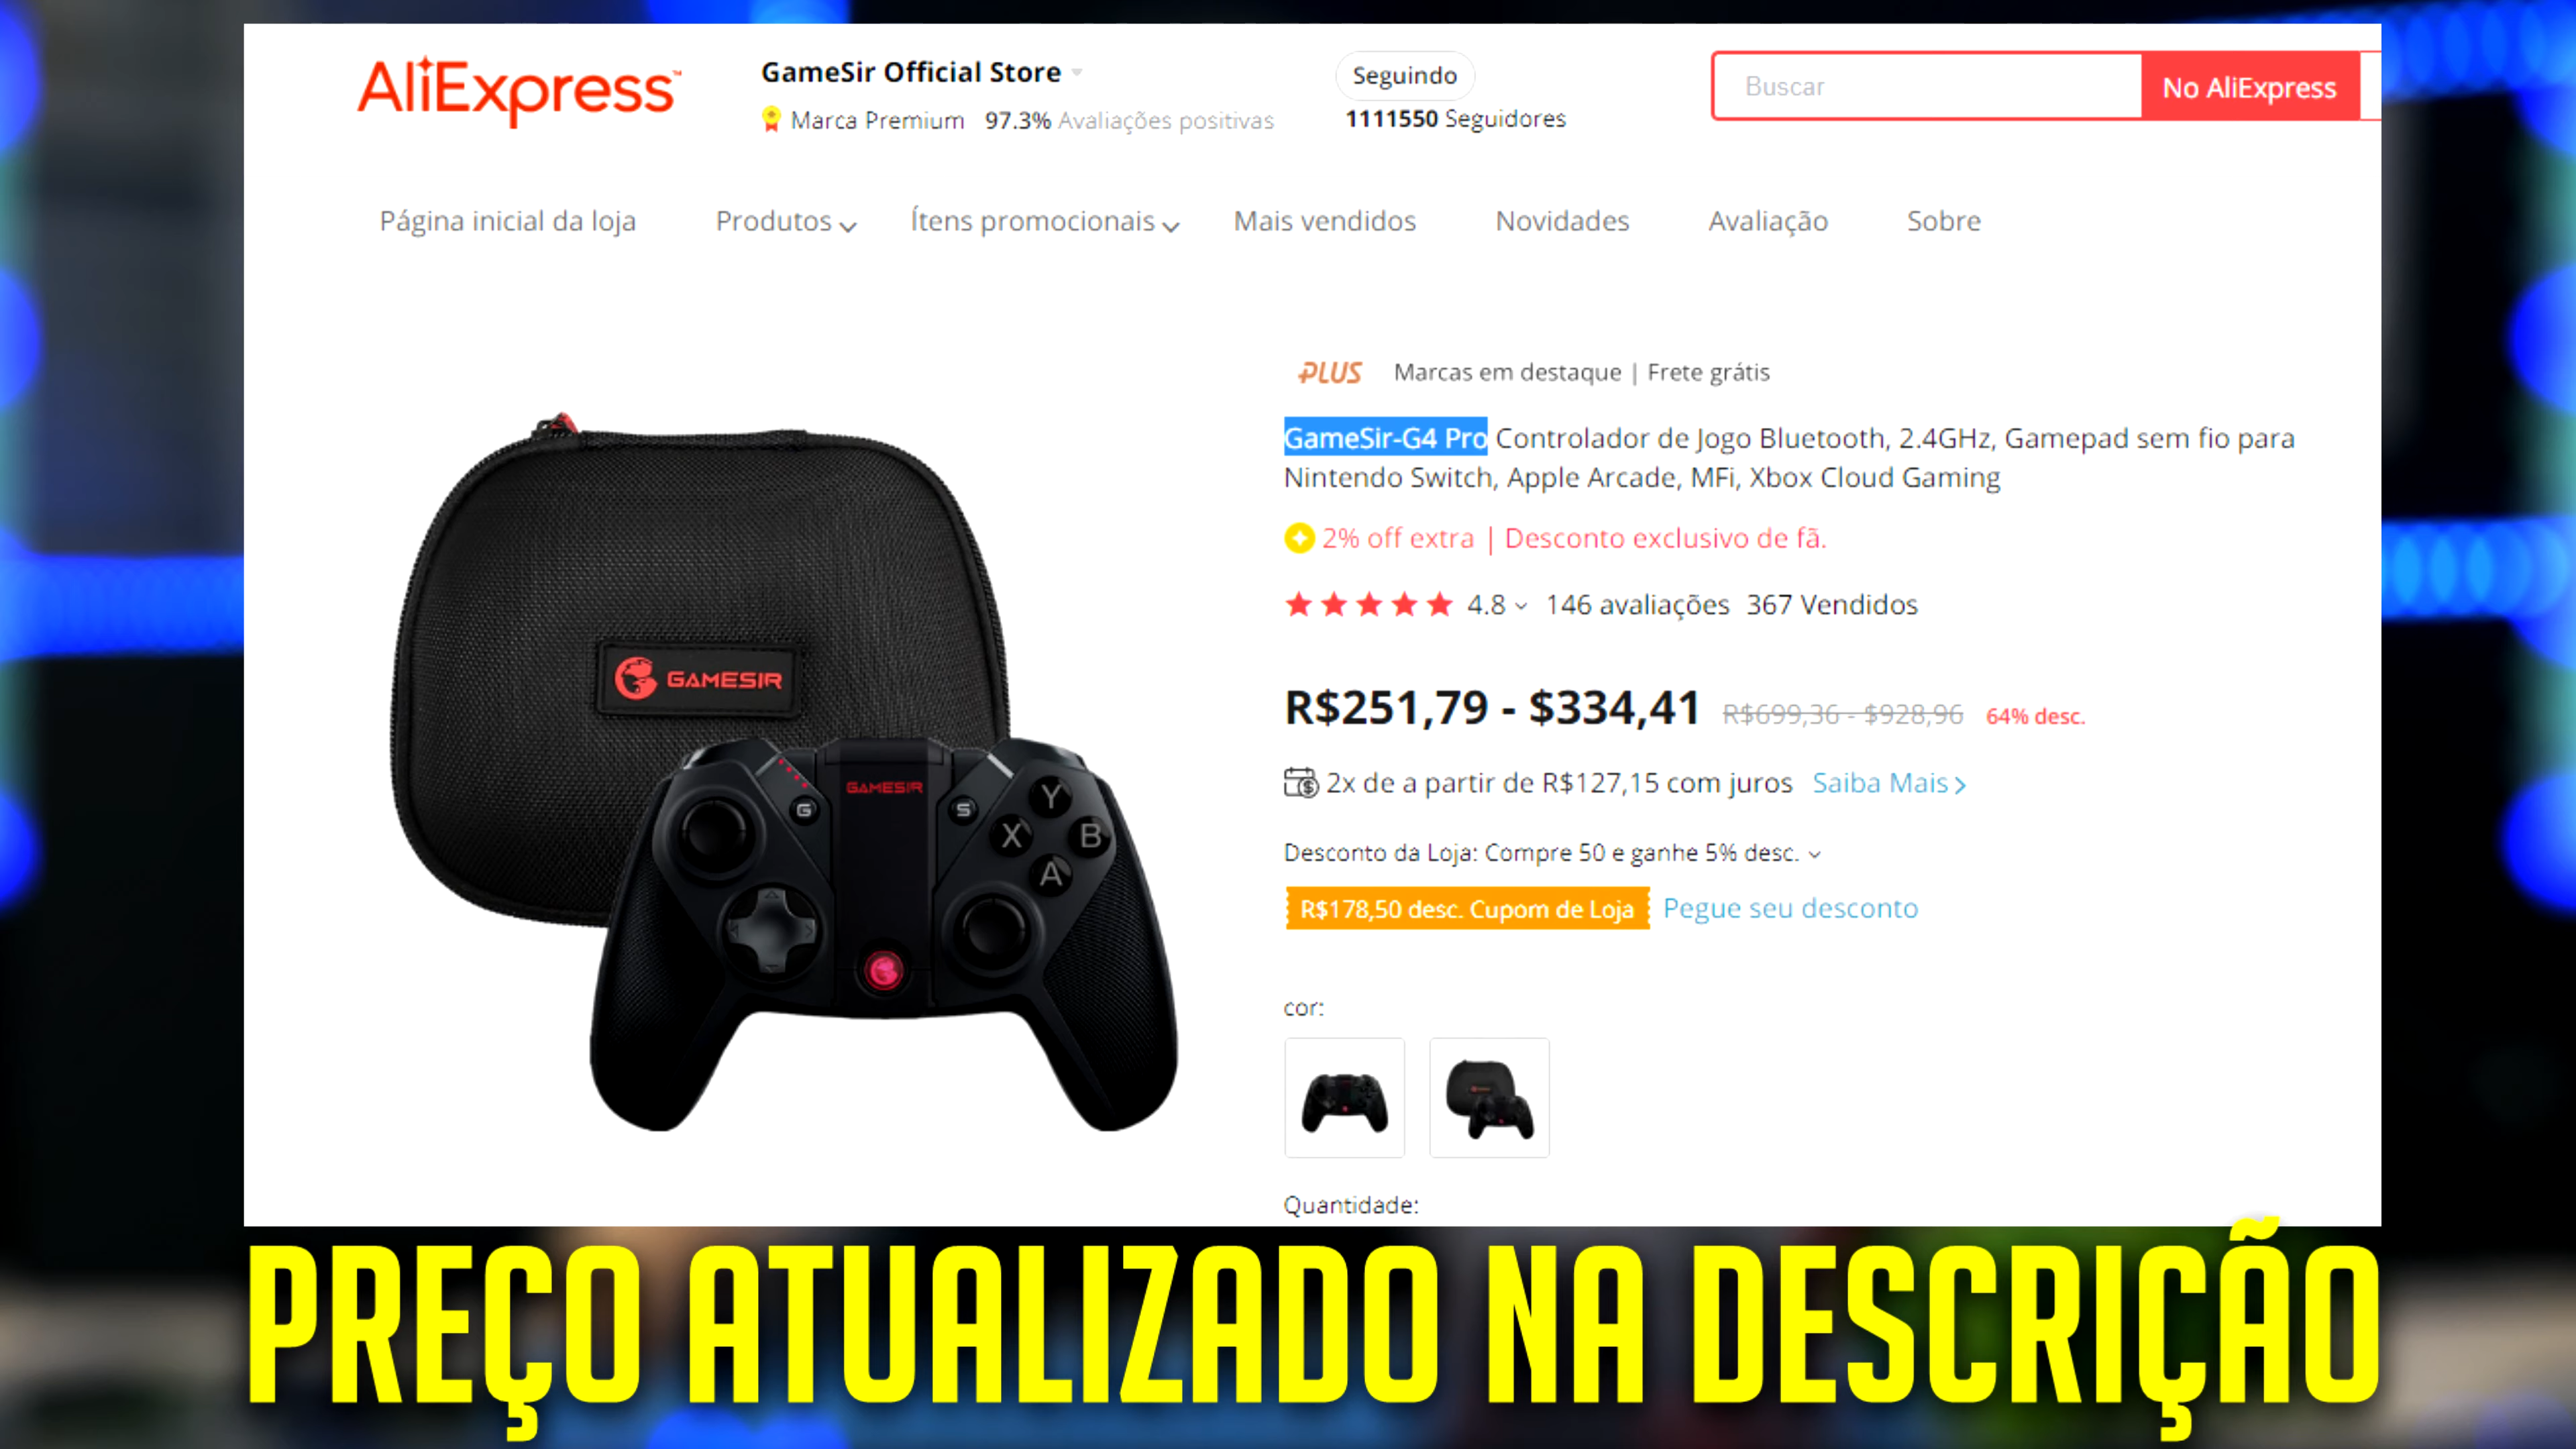 AliExpress™
GameSir Official Store
Marca Premium 97.3% Avaliações positivas
Seguindo
1111550 Seguidores
Buscar
No AliExpress
Página inicial da loja Produtos Ítens promocionais Mais vendidos Novidades Avaliação Sobre
PLUS Marcas em destaque | Frete grátis
GameSir-G4 Pro Controlador de Jogo Bluetooth, 2.4GHz, Gamepad sem fio para
Nintendo Switch, Apple Arcade, MFi, Xbox Cloud Gaming
2% off extra | Desconto exclusivo de fã.
4.8 146 avaliações 367 Vendidos
R$251,79 - $334,41 R$699,36 - $928,96 64% desc.
2x de a partir de R$127,15 com juros Saiba Mais
Desconto da Loja: Compre 50 e ganhe 5% desc.
R$178,50 desc. Cupom de Loja Pegue seu desconto
cor:
Quantidade:
GAMESIR
GAMESIR
G
S
Y
X
B
A
PREÇO ATUALIZADO NA DESCRIÇÃO